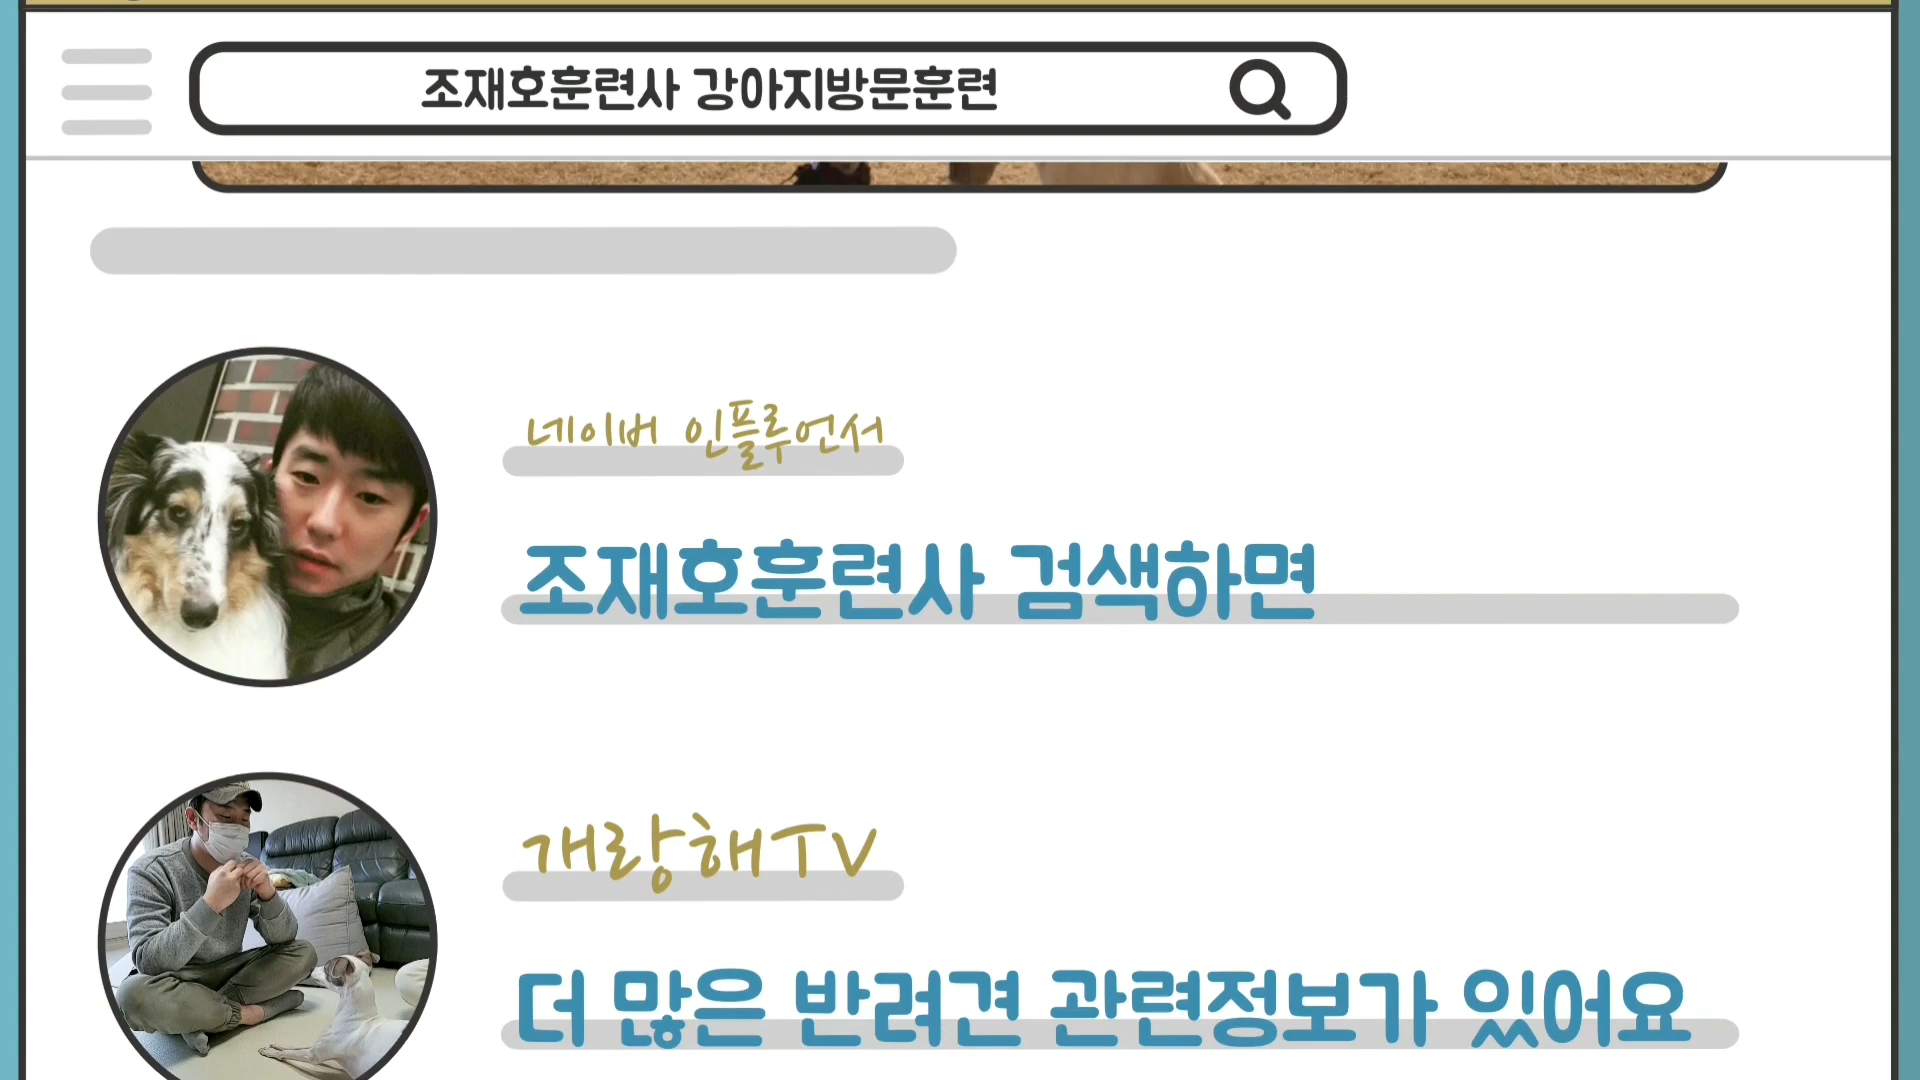 조재호훈련사 강아지방문훈련
네이버 인플루언서
조재호훈련사 검색하면
개랑해TV
더 많은 반려견 관련정보가 있어요